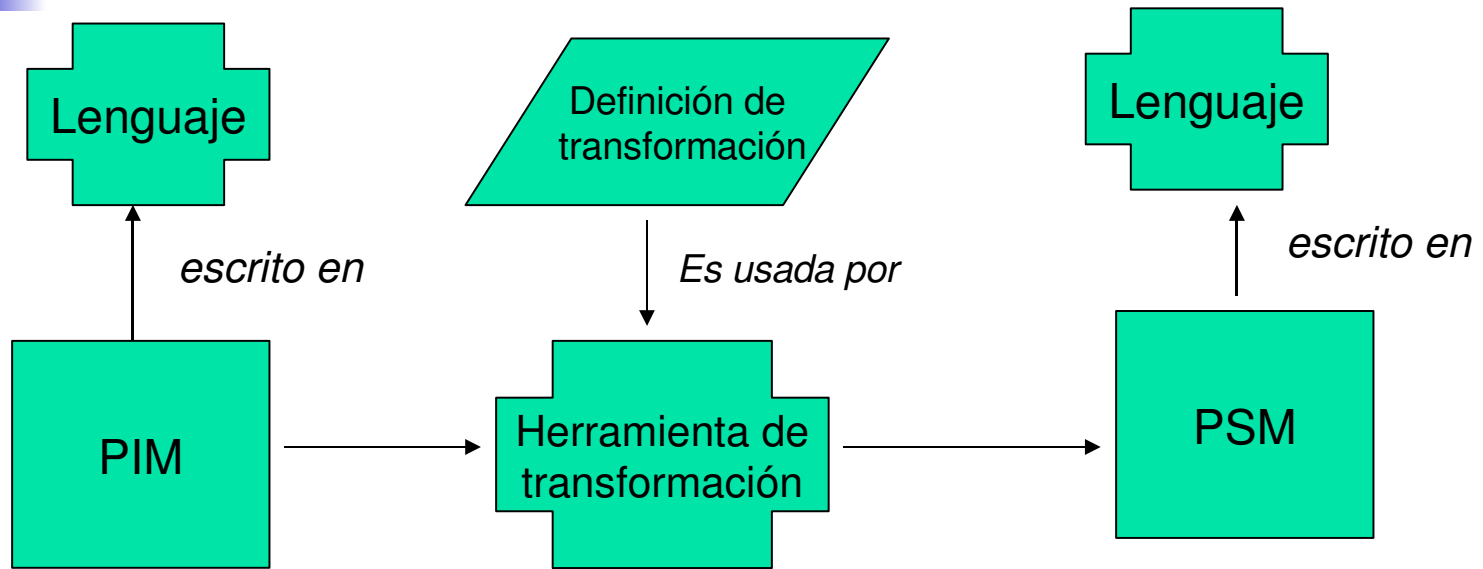 Lenguaje
Definición de
transformación
Lenguaje
escrito en
Es usada por
escrito en
PIM
Herramienta de
transformación
PSM